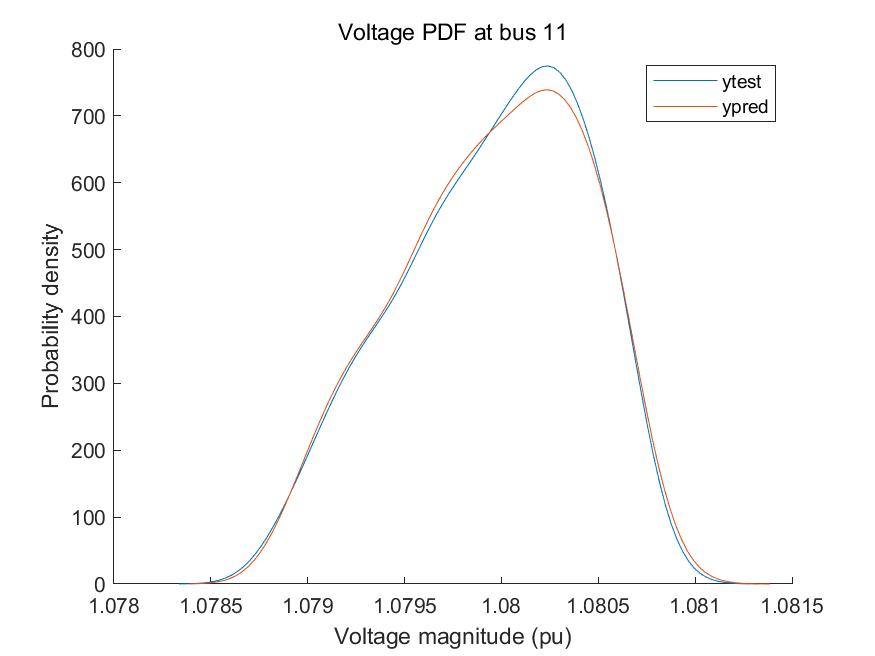 Voltage PDF at bus 11
ytest
ypred
Probability density
800
700
600
500
400
300
200
100
0
1.078 1.0785 1.079 1.0795 1.08 1.0805 1.081 1.0815
Voltage magnitude (pu)